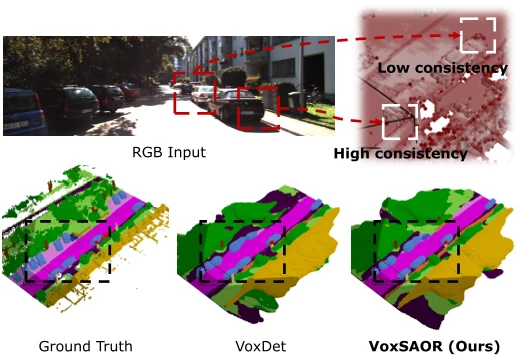 Low consistency
High consistency
RGB Input
Ground Truth
VoxDet
VoxSAOR (Ours)